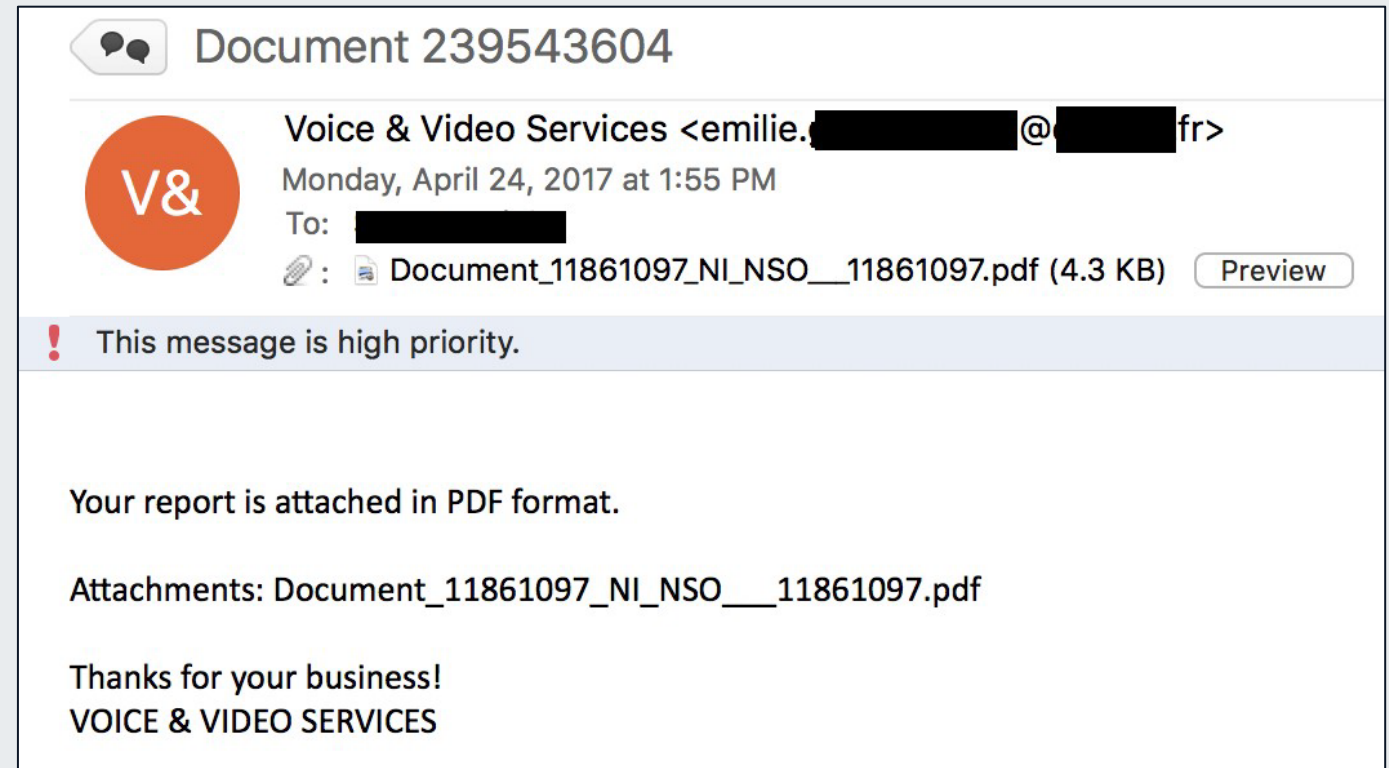 Document 239543604
V&
Voice & Video Services <emilie. @ fr>
Monday, April 24, 2017 at 1:55 PM
To:
: Document_11861097_NI_NSO__11861097.pdf (4.3 KB) Preview
! This message is high priority.
Your report is attached in PDF format.
Attachments: Document_11861097_NI_NSO___11861097.pdf
Thanks for your business!
VOICE & VIDEO SERVICES